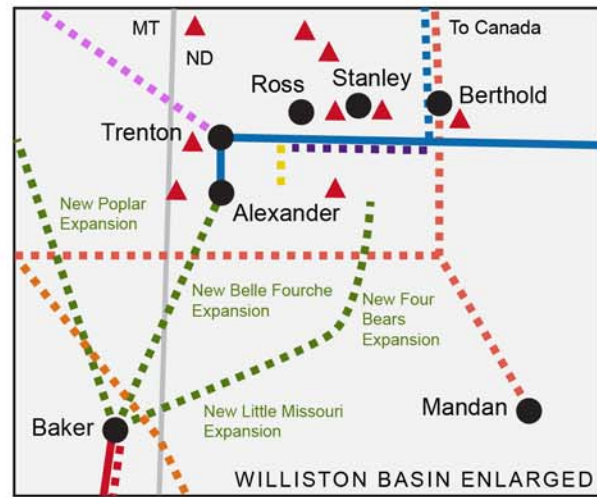 MT
To Canada
ND
Ross
Stanley
Berthold
Trenton
New Poplar
Expansion
Alexander
New Belle Fourche
Expansion
New Four
Bears
Expansion
New Little Missouri
Expansion
Mandan
Baker
WILLISTON BASIN ENLARGED